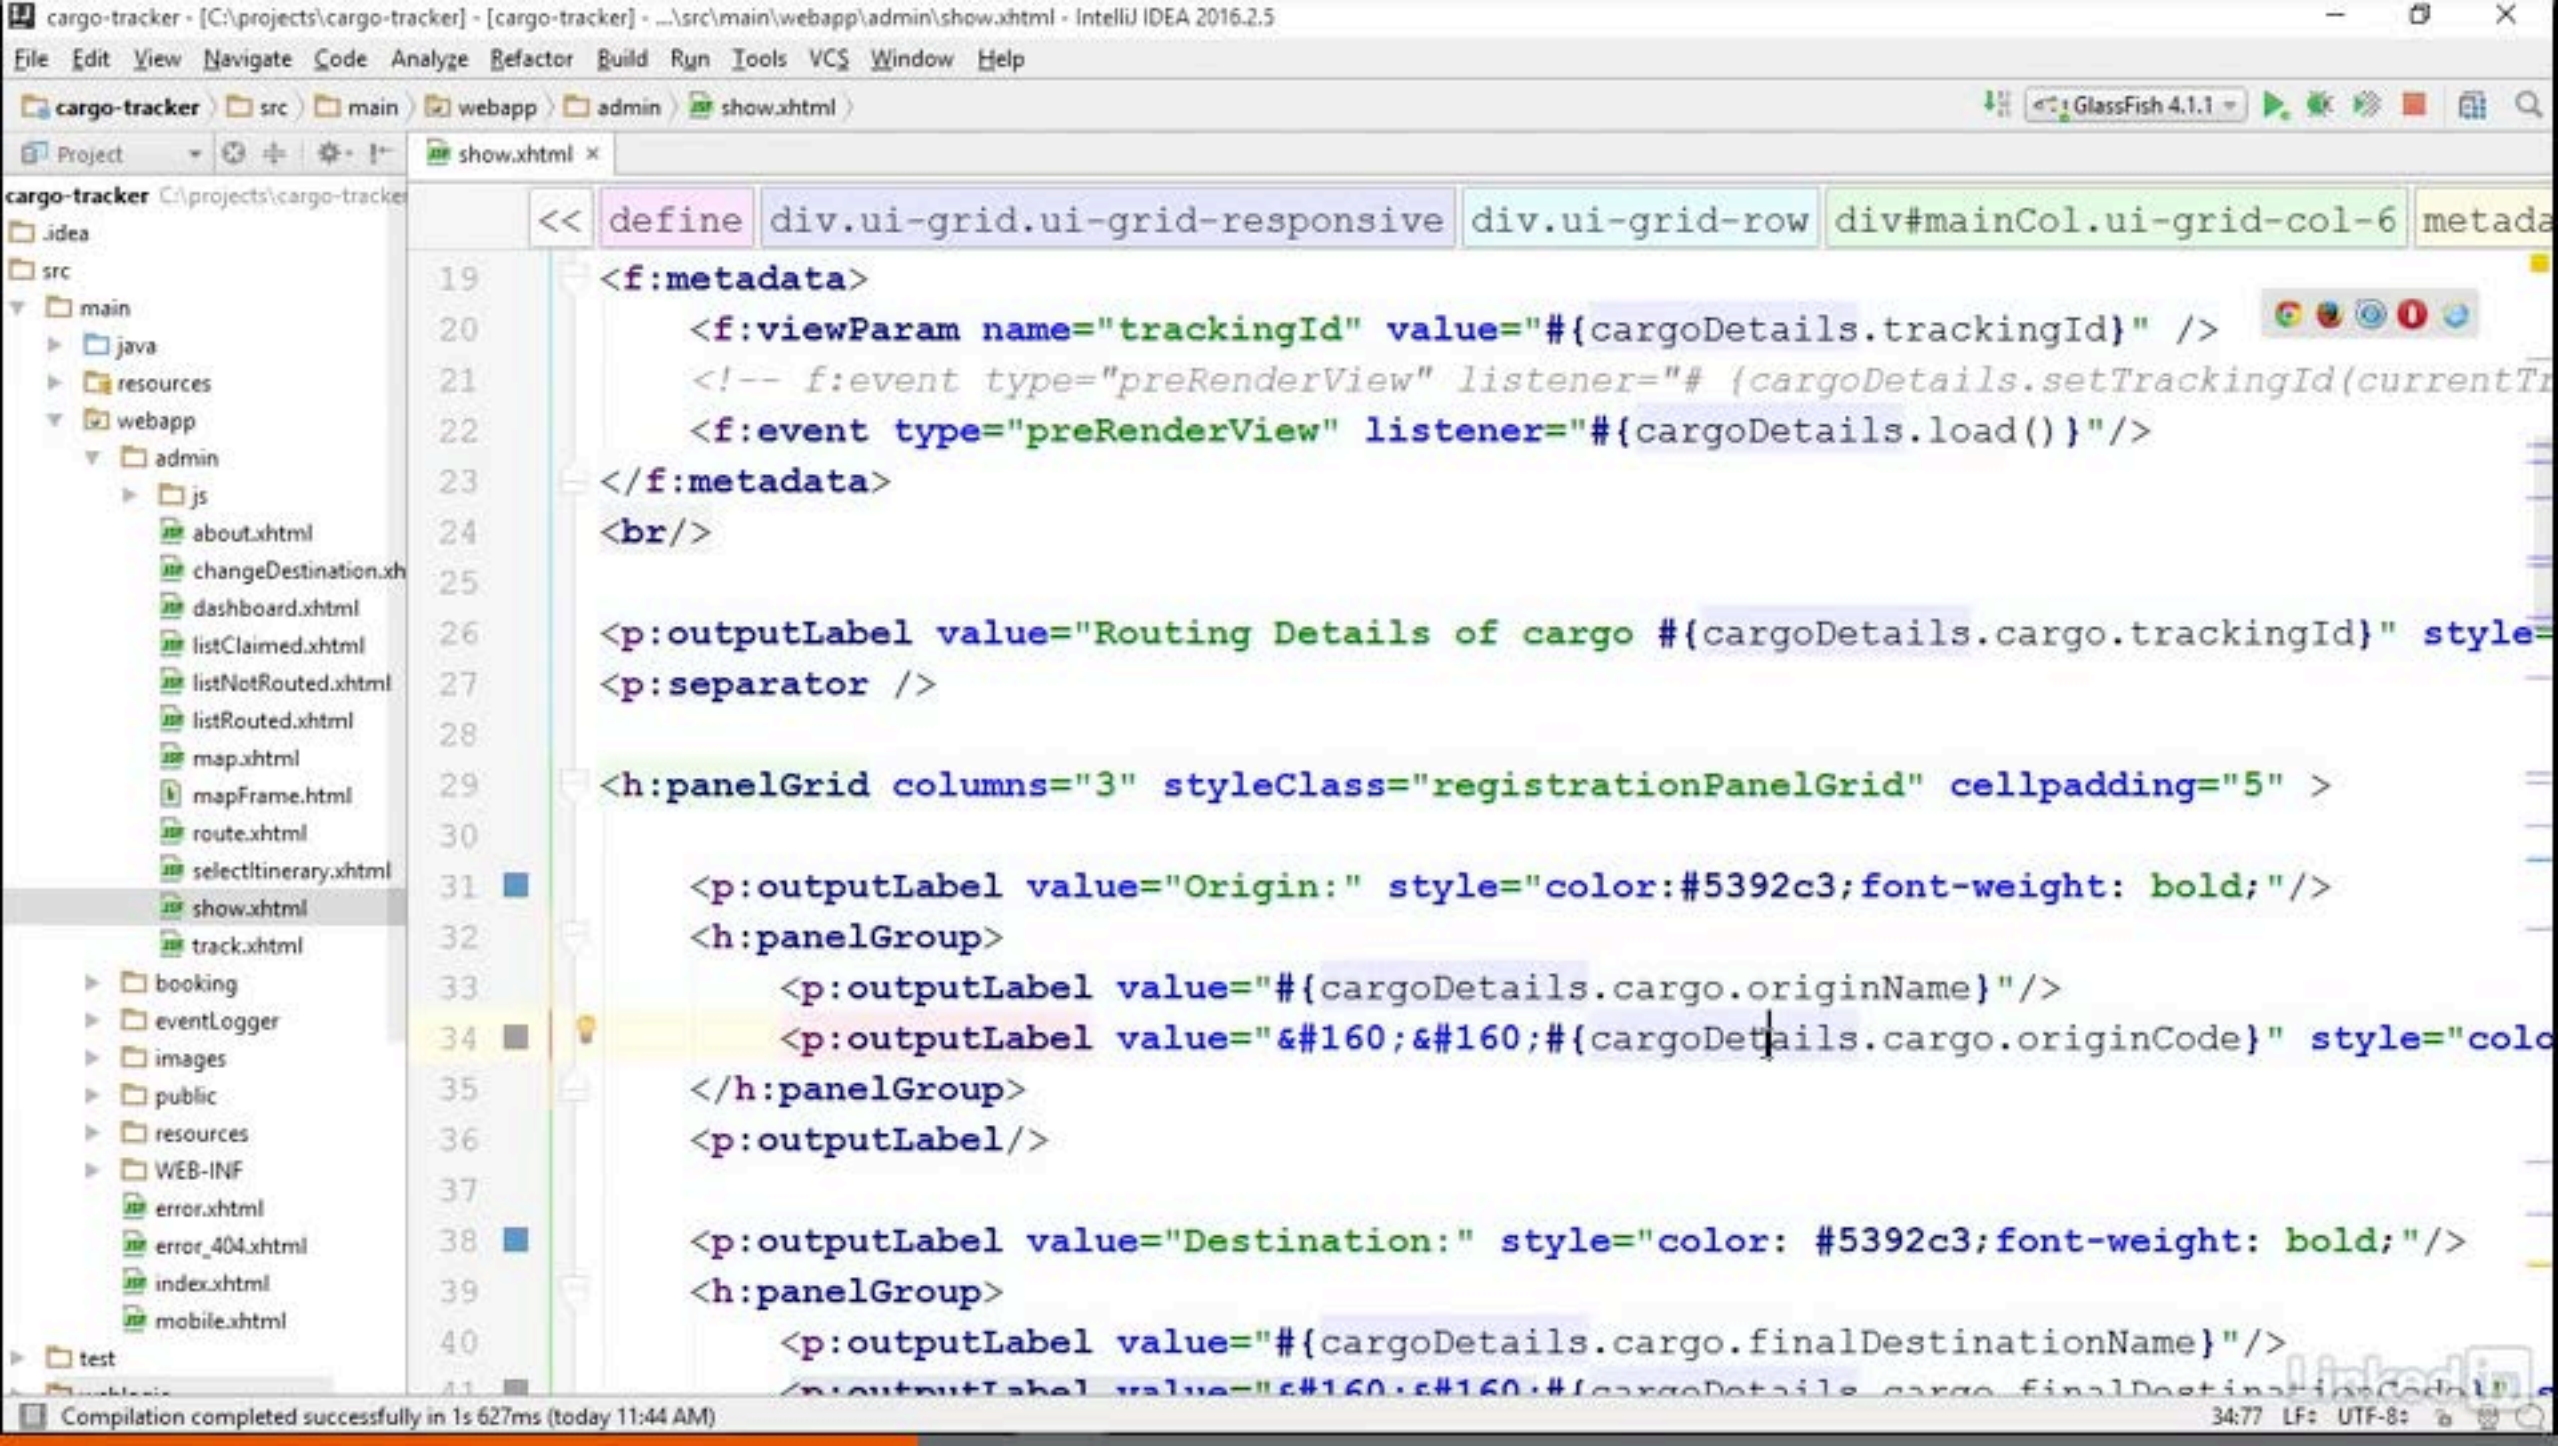 cargo-tracker - [C:\projects\cargo-tracker] - [cargo-tracker] - ...\src\main\webapp\admin\show.xhtml - IntelliJ IDEA 2016.2.5
File Edit View Navigate Code Analyze Refactor Build Run Tools VCS Window Help
cargo-tracker src main webapp admin show.xhtml GlassFish 4.1.1
Project show.xhtml
cargo-tracker C:\projects\cargo-tracker
.idea
src
main
java
resources
webapp
admin
js
about.xhtml
changeDestination.xh
dashboard.xhtml
listClaimed.xhtml
listNotRouted.xhtml
listRouted.xhtml
map.xhtml
mapFrame.html
route.xhtml
selectItinerary.xhtml
show.xhtml
track.xhtml
booking
eventLogger
images
public
resources
WEB-INF
error.xhtml
error_404.xhtml
index.xhtml
mobile.xhtml
test
<< define div.ui-grid.ui-grid-responsive div.ui-grid-row div#mainCol.ui-grid-col-6 metada
19 <f:metadata>
20 <f:viewParam name="trackingId" value="#{cargoDetails.trackingId}" />
21 <!-- f:event type="preRenderView" listener="# {cargoDetails.setTrackingId(currentTr
22 <f:event type="preRenderView" listener="#{cargoDetails.load()}"/>
23 </f:metadata>
24 <br/>
25
26 <p:outputLabel value="Routing Details of cargo #{cargoDetails.cargo.trackingId}" style=
27 <p:separator />
28
29 <h:panelGrid columns="3" styleClass="registrationPanelGrid" cellpadding="5" >
30
31 <p:outputLabel value="Origin:" style="color:#5392c3;font-weight: bold;"/>
32 <h:panelGroup>
33 <p:outputLabel value="#{cargoDetails.cargo.originName}"/>
34 <p:outputLabel value="&#160;&#160;#{cargoDetails.cargo.originCode}" style="colo
35 </h:panelGroup>
36 <p:outputLabel/>
37
38 <p:outputLabel value="Destination:" style="color: #5392c3;font-weight: bold;"/>
39 <h:panelGroup>
40 <p:outputLabel value="#{cargoDetails.cargo.finalDestinationName}"/>
41 <p:outputLabel value="&#160;&#160;#{cargoDetails.cargo.finalDestinationCode}" s
Linked in
Compilation completed successfully in 1s 627ms (today 11:44 AM) 34:77 LF UTF-8